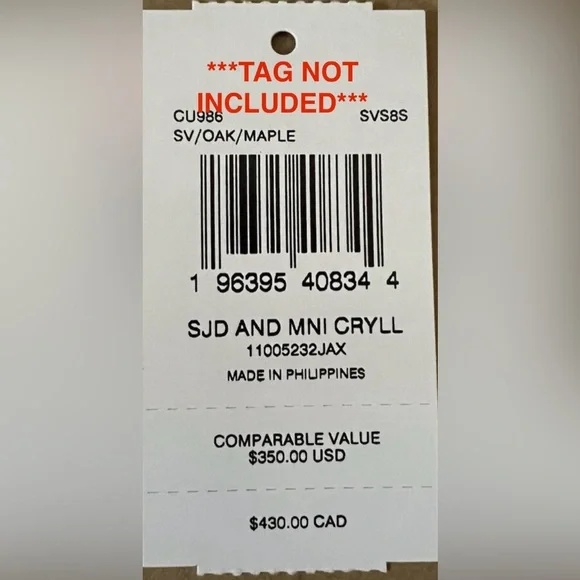 ***TAG NOT
INCLUDED***
CU986 SVS8S
SV/OAK/MAPLE
1 96395 40834 4
SJD AND MNI CRYLL
11005232JAX
MADE IN PHILIPPINES
COMPARABLE VALUE
$350.00 USD
$430.00 CAD